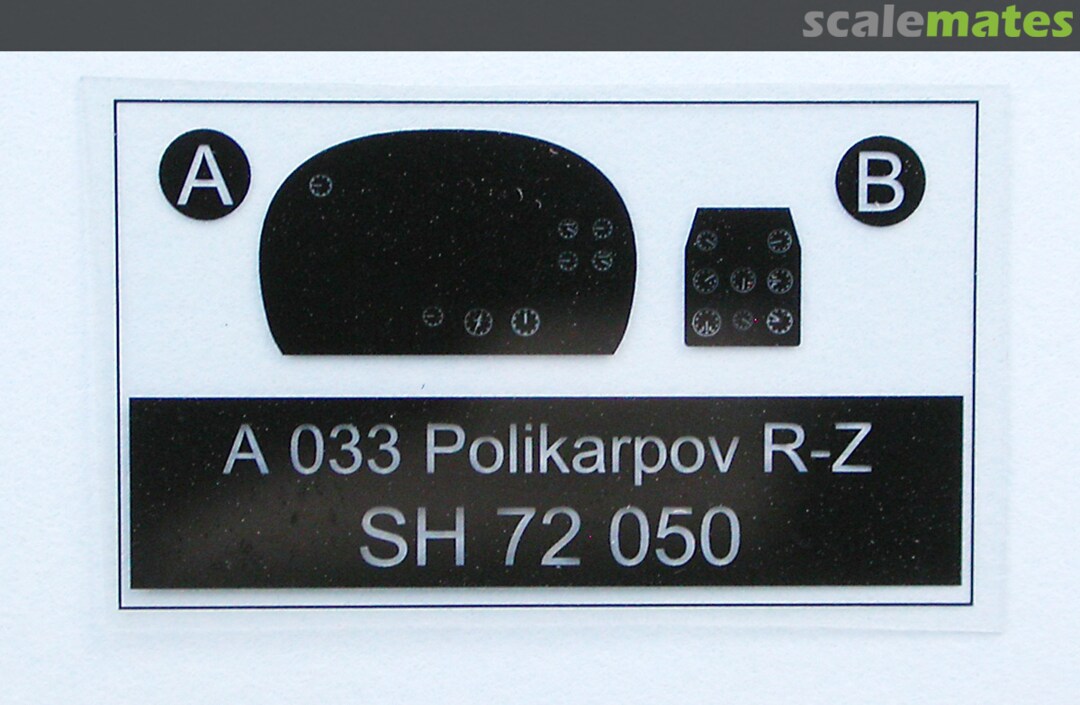 scalemates
A B
A 033 Polikarpov R-Z
SH 72 050